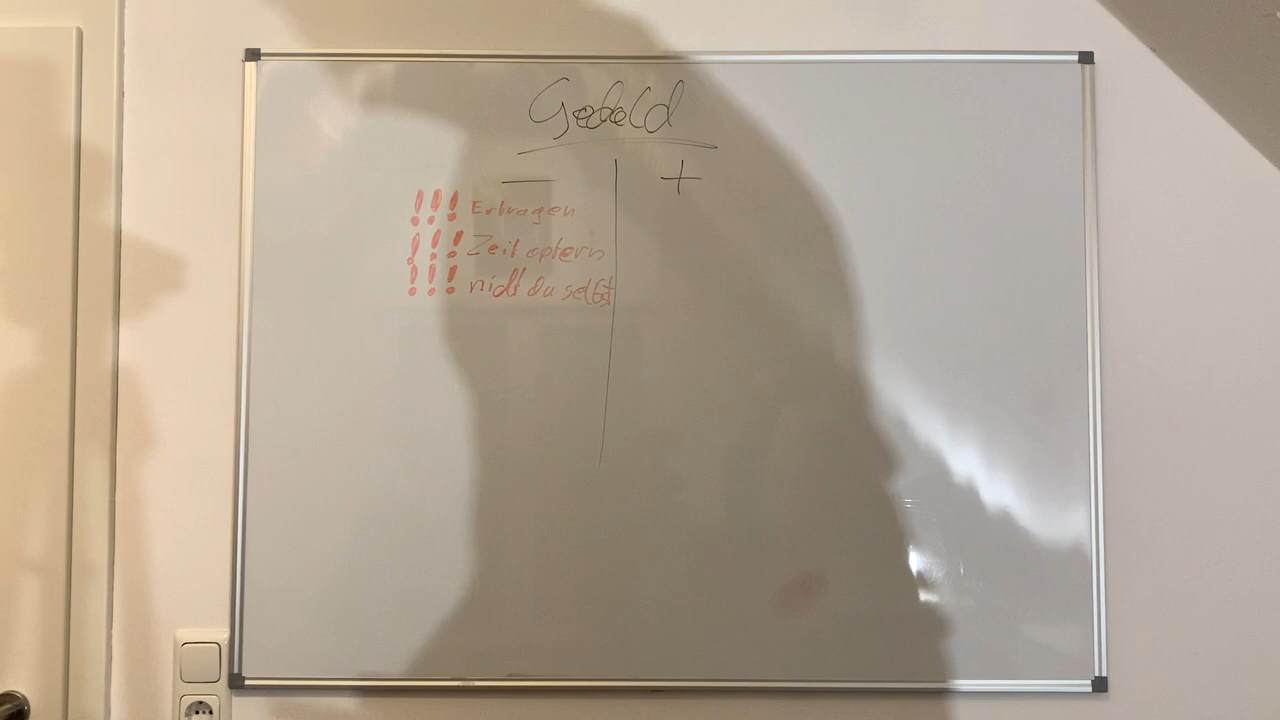 Geduld
— +
!!! Ertragen
!!! Zeit opfern
!!! nicht du selbst